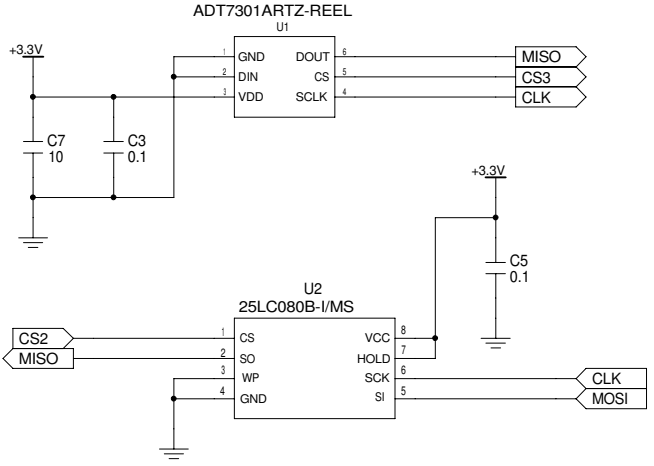 ADT7301ARTZ-REEL
U1
+3.3V
1 GND DOUT 6 MISO
2 DIN CS 5 CS3
3 VDD SCLK 4 CLK
C7
10
C3
0.1
+3.3V
C5
0.1
U2
25LC080B-I/MS
CS2 1 CS VCC 8
MISO 2 SO HOLD 7
3 WP SCK 6 CLK
4 GND SI 5 MOSI